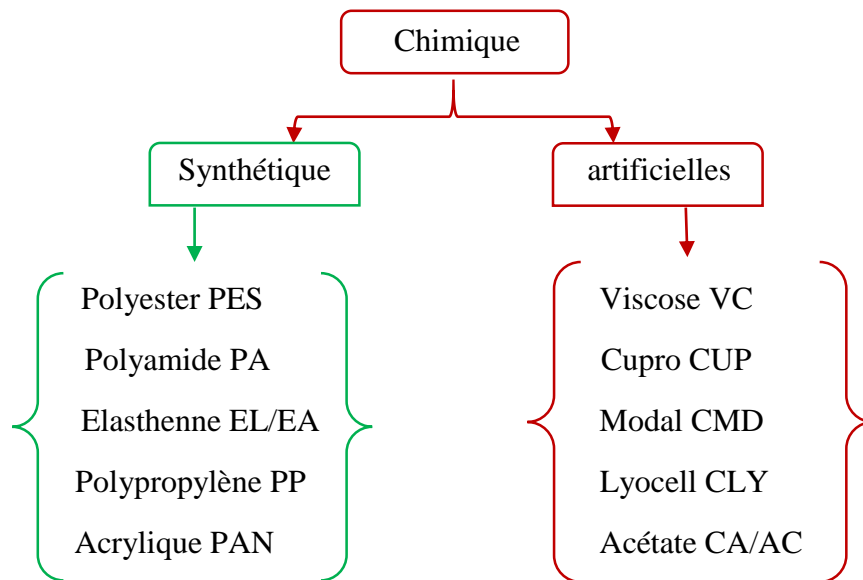 Chimique
Synthétique
artificielles
Polyester PES
Polyamide PA
Elasthenne EL/EA
Polypropylène PP
Acrylique PAN
Viscose VC
Cupro CUP
Modal CMD
Lyocell CLY
Acétate CA/AC